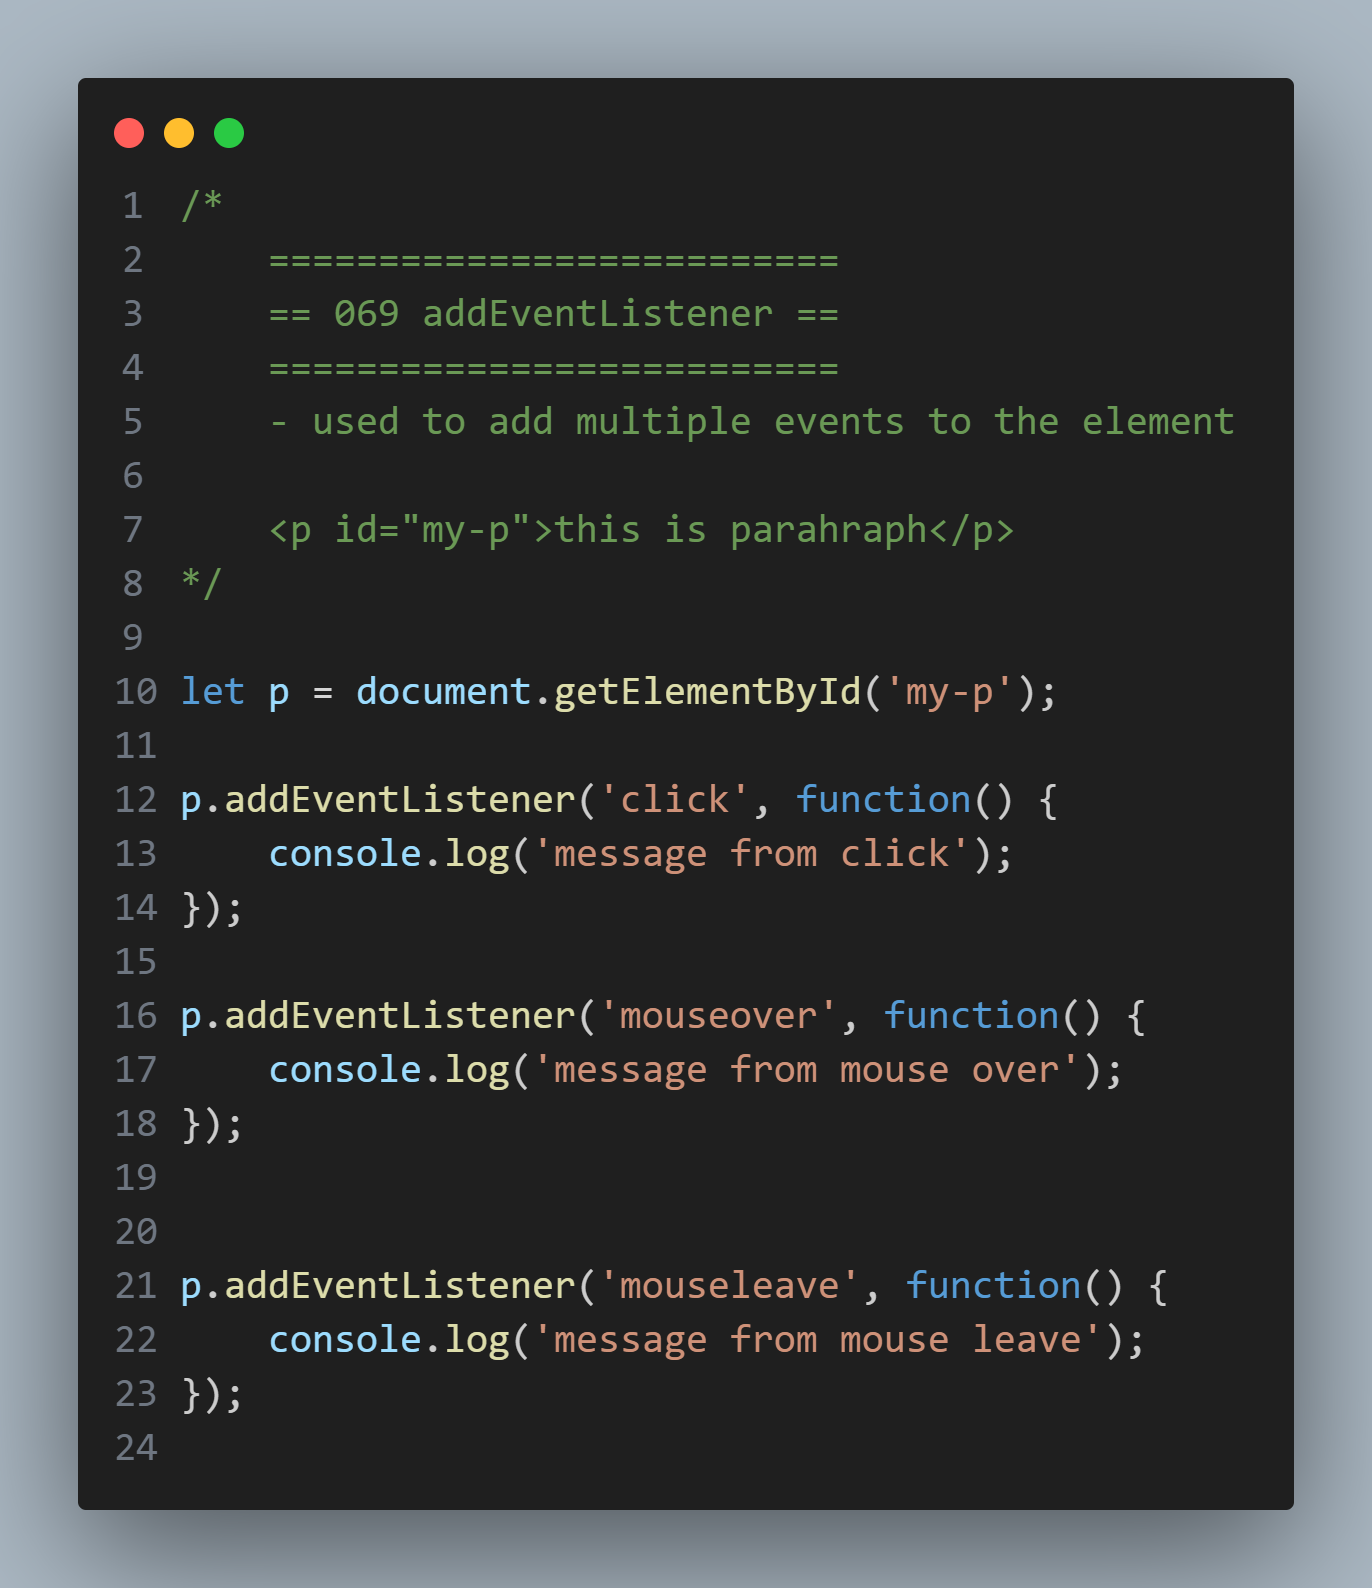 1 /*
2     ==========================
3     == 069 addEventListener ==
4     ==========================
5     - used to add multiple events to the element
6
7     <p id="my-p">this is parahraph</p>
8 */
9
10 let p = document.getElementById('my-p');
11
12 p.addEventListener('click', function() {
13     console.log('message from click');
14 });
15
16 p.addEventListener('mouseover', function() {
17     console.log('message from mouse over');
18 });
19
20
21 p.addEventListener('mouseleave', function() {
22     console.log('message from mouse leave');
23 });
24